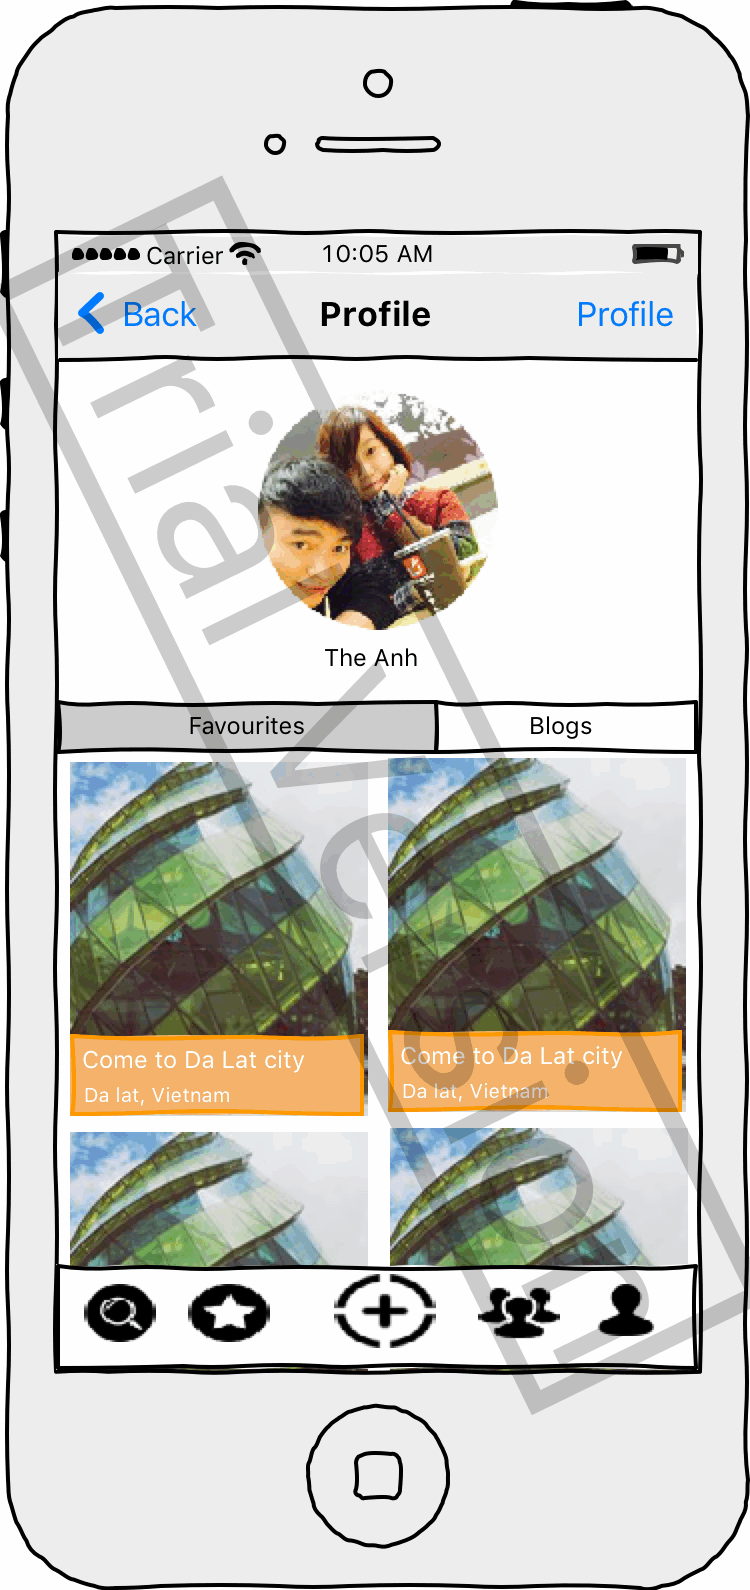 Carrier 10:05 AM
Back Profile Profile
The Anh
Favourites Blogs
Come to Da Lat city Come to Da Lat city
Da lat, Vietnam Da lat, Vietnam
Trial Version